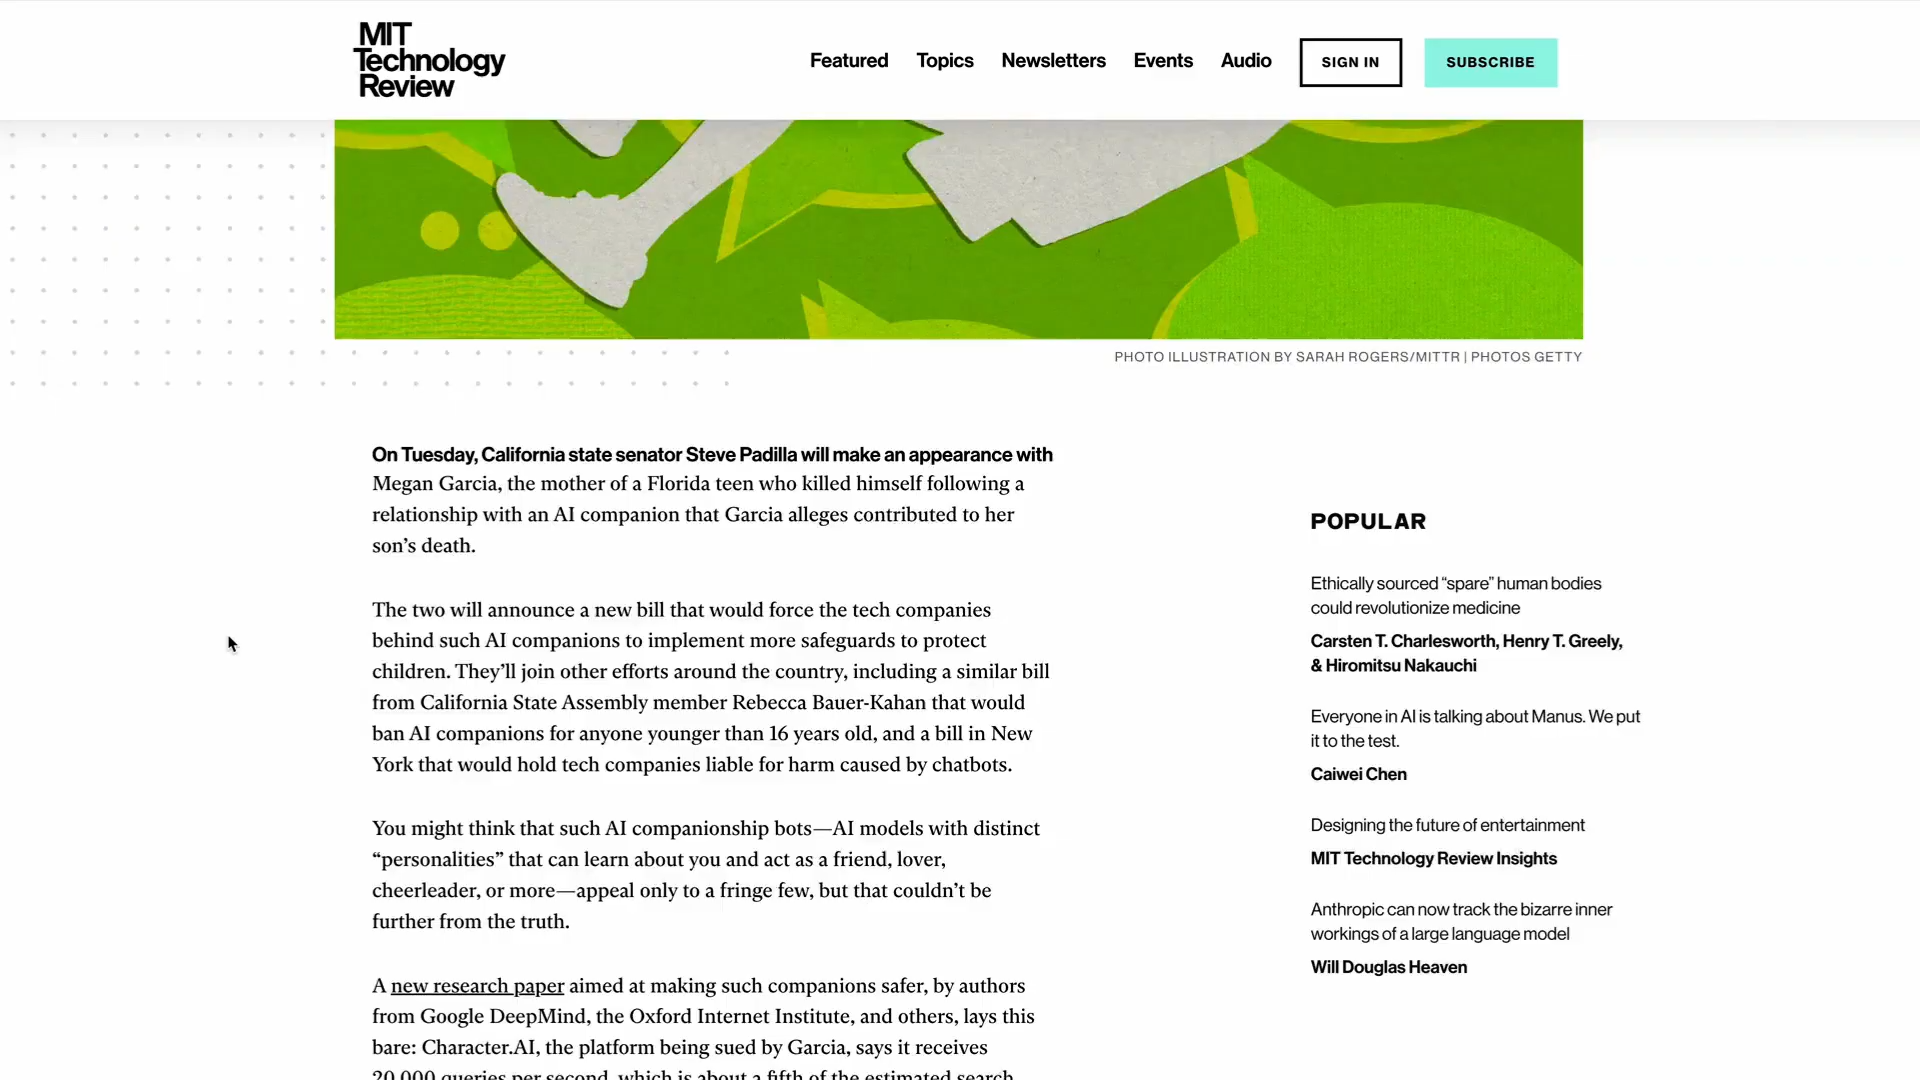 MIT
Technology
Review
Featured
Topics
Newsletters
Events
Audio
SIGN IN
SUBSCRIBE
PHOTO ILLUSTRATION BY SARAH ROGERS/MITTR | PHOTOS GETTY
On Tuesday, California state senator Steve Padilla will make an appearance with
Megan Garcia, the mother of a Florida teen who killed himself following a
relationship with an AI companion that Garcia alleges contributed to her
son’s death.
The two will announce a new bill that would force the tech companies
behind such AI companions to implement more safeguards to protect
children. They’ll join other efforts around the country, including a similar bill
from California State Assembly member Rebecca Bauer-Kahan that would
ban AI companions for anyone younger than 16 years old, and a bill in New
York that would hold tech companies liable for harm caused by chatbots.
You might think that such AI companionship bots—AI models with distinct
“personalities” that can learn about you and act as a friend, lover,
cheerleader, or more—appeal only to a fringe few, but that couldn’t be
further from the truth.
A new research paper aimed at making such companions safer, by authors
from Google DeepMind, the Oxford Internet Institute, and others, lays this
bare: Character.AI, the platform being sued by Garcia, says it receives
20,000 queries per second, which is about a fifth of the estimated search
POPULAR
Ethically sourced “spare” human bodies
could revolutionize medicine
Carsten T. Charlesworth, Henry T. Greely,
& Hiromitsu Nakauchi
Everyone in AI is talking about Manus. We put
it to the test.
Caiwei Chen
Designing the future of entertainment
MIT Technology Review Insights
Anthropic can now track the bizarre inner
workings of a large language model
Will Douglas Heaven